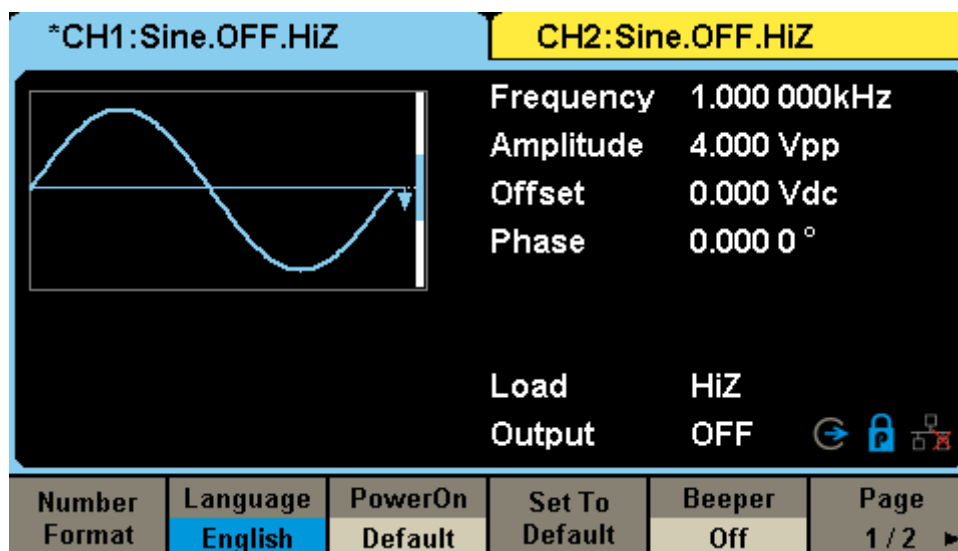 *CH1:Sine.OFF.HiZ
CH2:Sine.OFF.HiZ
Frequency 1.000 000kHz
Amplitude 4.000 Vpp
Offset 0.000 Vdc
Phase 0.000 0 °
Load HiZ
Output OFF
Number Format
Language English
PowerOn Default
Set To Default
Beeper Off
Page 1 / 2